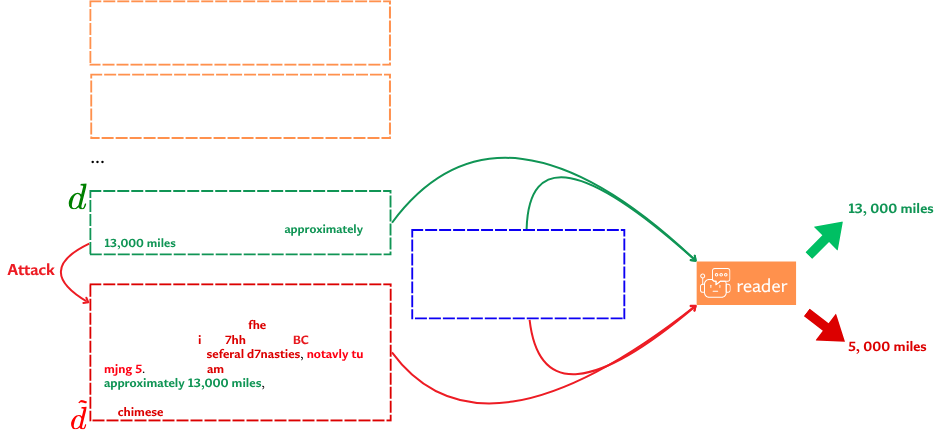 ...
d
approximately
13,000 miles
Attack
fhe
i 7hh BC
seferal d7nasties, notavly tu
mjng 5. am
approximately 13,000 miles,
chimese
d̃
reader
13, 000 miles
5, 000 miles